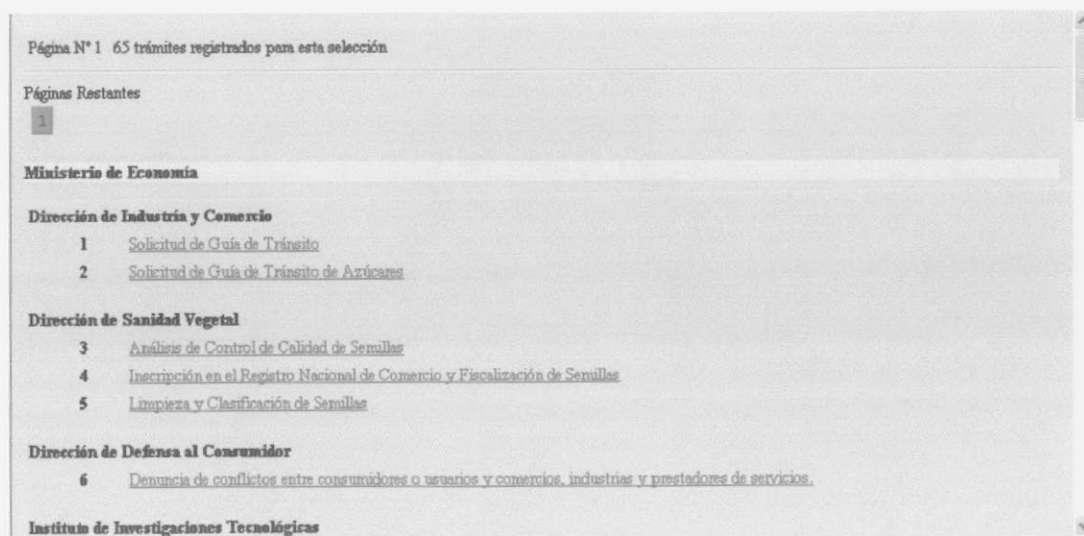 Página Nº 1 65 trámites registrados para esta selección
Páginas Restantes
1
Ministerio de Economía
Dirección de Industria y Comercio
1 Solicitud de Guía de Tránsito
2 Solicitud de Guía de Tránsito de Azúcares
Dirección de Sanidad Vegetal
3 Análisis de Control de Calidad de Semillas
4 Inscripción en el Registro Nacional de Comercio y Fiscalización de Semillas
5 Limpieza y Clasificación de Semillas
Dirección de Defensa al Consumidor
6 Denuncia de conflictos entre consumidores o usuarios y comercios, industrias y prestadores de servicios.
Instituto de Investigaciones Tecnológicas